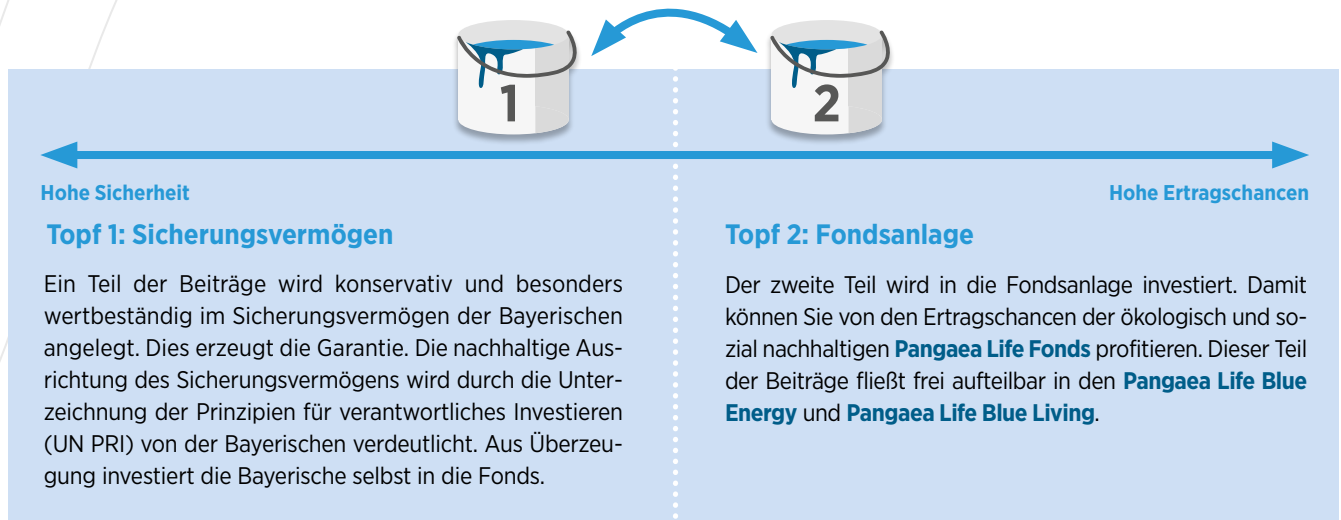 1
2
Hohe Sicherheit
Hohe Ertragschancen
Topf 1: Sicherungsvermögen
Ein Teil der Beiträge wird konservativ und besonders
wertbeständig im Sicherungsvermögen der Bayerischen
angelegt. Dies erzeugt die Garantie. Die nachhaltige Aus-
richtung des Sicherungsvermögens wird durch die Unter-
zeichnung der Prinzipien für verantwortliches Investieren
(UN PRI) von der Bayerischen verdeutlicht. Aus Überzeu-
gung investiert die Bayerische selbst in die Fonds.
Topf 2: Fondsanlage
Der zweite Teil wird in die Fondsanlage investiert. Damit
können Sie von den Ertragschancen der ökologisch und so-
zial nachhaltigen Pangaea Life Fonds profitieren. Dieser Teil
der Beiträge fließt frei aufteilbar in den Pangaea Life Blue
Energy und Pangaea Life Blue Living.